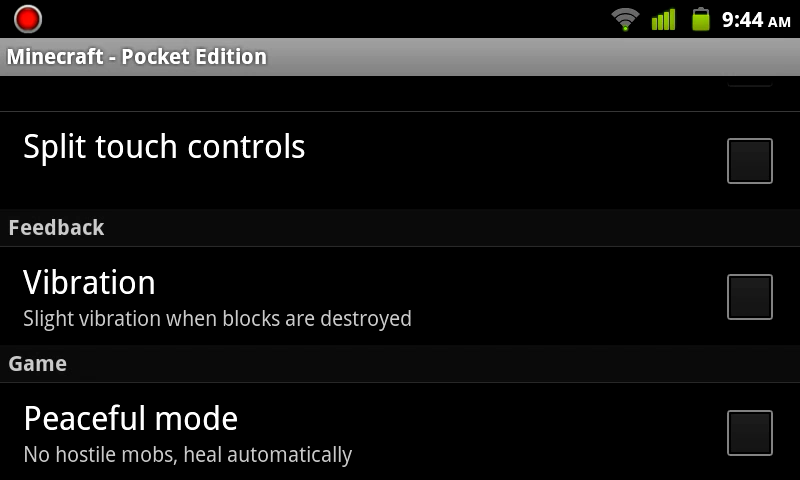 9:44 AM
Minecraft - Pocket Edition
Split touch controls
Feedback
Vibration
Slight vibration when blocks are destroyed
Game
Peaceful mode
No hostile mobs, heal automatically